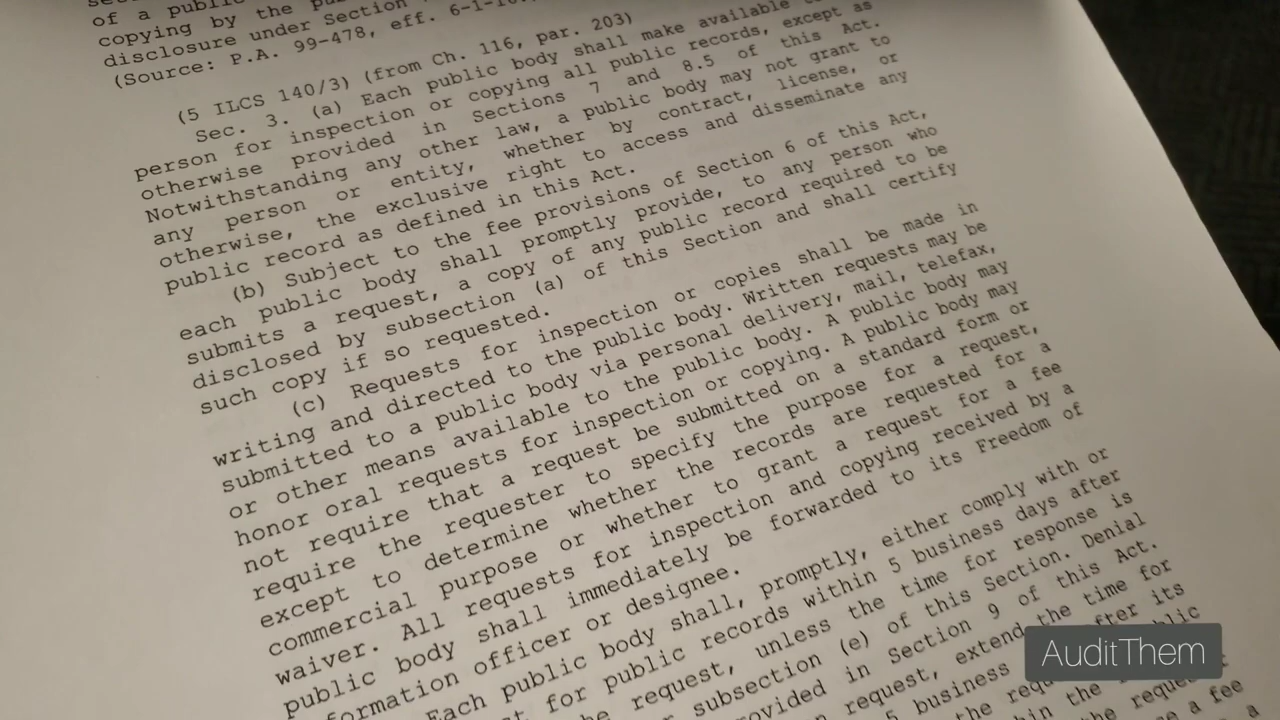 of a public
copying by the
disclosure under Section
(Source: P.A. 99-478, eff. 6-1-
(5 ILCS 140/3) (from Ch. 116, par. 203)
Sec. 3. (a) Each public body shall make available
person for inspection or copying all public records, except as
otherwise provided in Sections 7 and 8.5 of this Act.
Notwithstanding any other law, a public body may not grant to
any person or entity, whether by contract, license, or
otherwise, the exclusive right to access and disseminate any
public record as defined in this Act.
(b) Subject to the fee provisions of Section 6 of this Act,
each public body shall promptly provide, to any person who
submits a request, a copy of any public record required to be
disclosed by subsection (a) of this Section and shall certify
such copy if so requested.
(c) Requests for inspection or copies shall be made in
writing and directed to the public body. Written requests may be
submitted to a public body via personal delivery, mail, telefax,
or other means available to the public body. A public body may
honor oral requests for inspection or copying. A public body may
not require that a request be submitted on a standard form or
require the requester to specify the purpose for a request,
except to determine whether the records are requested for a
commercial purpose or whether to grant a request for a fee
waiver. All requests for inspection and copying received by a
public body shall immediately be forwarded to its Freedom of
formation officer or designee.
Each public body shall, promptly, either comply with or
for public records within 5 business days after
request, unless the time for response is
subsection (e) of this Section. Denial
ovided in Section 9 of this Act.
request, extend the time for
5 business after its
the within the public
the reques
a fee
a
AuditThem